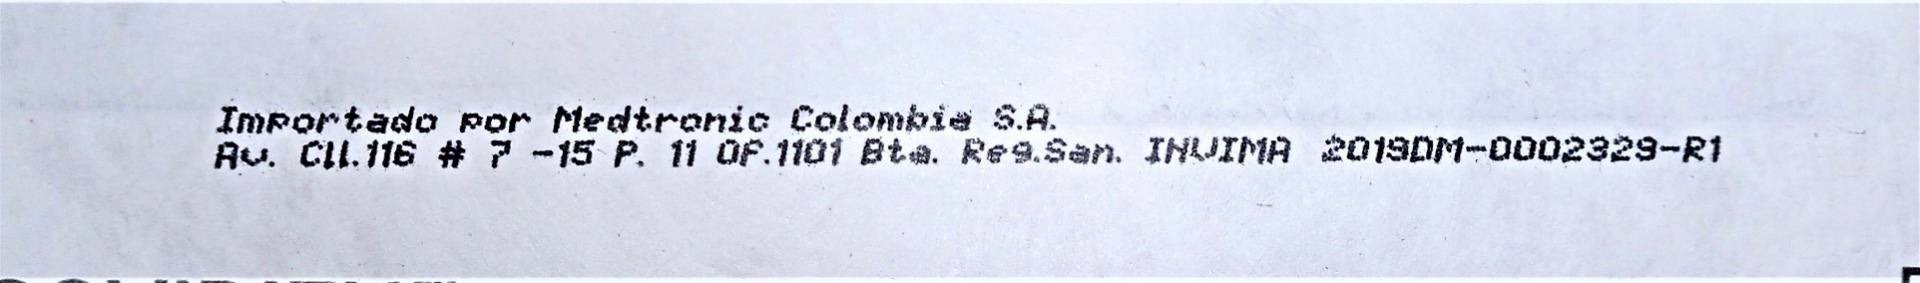 Importado por Medtronic Colombia S.A.
Av. Cll.116 # 7 -15 P. 11 OF.1101 Bta. Reg.San. INVIMA 2019DM-0002329-R1